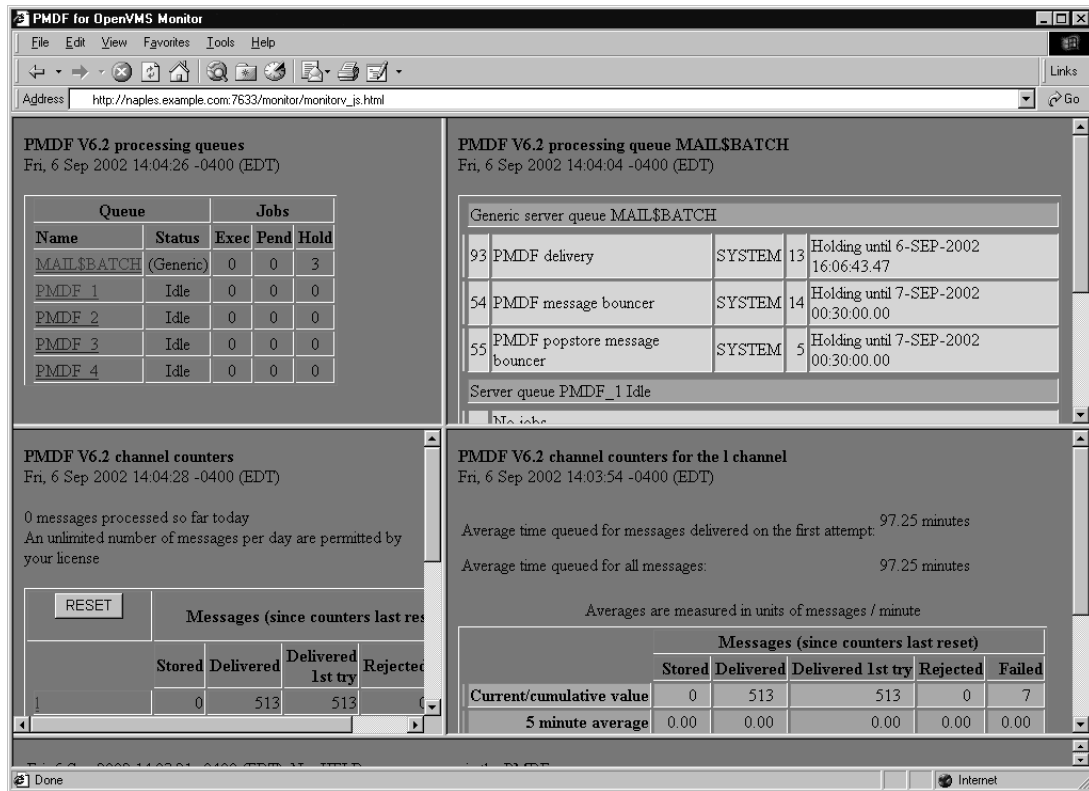 PMDF for OpenVMS Monitor
File Edit View Favorites Tools Help
Links
Address http://naples.example.com:7633/monitor/monitorv_js.html Go
PMDF V6.2 processing queues
Fri, 6 Sep 2002 14:04:26 -0400 (EDT)
Queue Jobs
Name Status Exec Pend Hold
MAIL$BATCH (Generic) 0 0 3
PMDF_1 Idle 0 0 0
PMDF_2 Idle 0 0 0
PMDF_3 Idle 0 0 0
PMDF_4 Idle 0 0 0
PMDF V6.2 processing queue MAIL$BATCH
Fri, 6 Sep 2002 14:04:04 -0400 (EDT)
Generic server queue MAIL$BATCH
93 PMDF delivery SYSTEM 13 Holding until 6-SEP-2002
16:06:43.47
54 PMDF message bouncer SYSTEM 14 Holding until 7-SEP-2002
00:30:00.00
55 PMDF popstore message
bouncer SYSTEM 5 Holding until 7-SEP-2002
00:30:00.00
Server queue PMDF_1 Idle
No jobs
PMDF V6.2 channel counters
Fri, 6 Sep 2002 14:04:28 -0400 (EDT)
0 messages processed so far today
An unlimited number of messages per day are permitted by
your license
RESET Messages (since counters last res
Stored Delivered Delivered
1st try Rejected
l 0 513 513 0
PMDF V6.2 channel counters for the l channel
Fri, 6 Sep 2002 14:03:54 -0400 (EDT)
Average time queued for messages delivered on the first attempt: 97.25 minutes
Average time queued for all messages: 97.25 minutes
Averages are measured in units of messages / minute
Messages (since counters last reset)
Stored Delivered Delivered 1st try Rejected Failed
Current/cumulative value 0 513 513 0 7
5 minute average 0.00 0.00 0.00 0.00 0.00
Done Internet